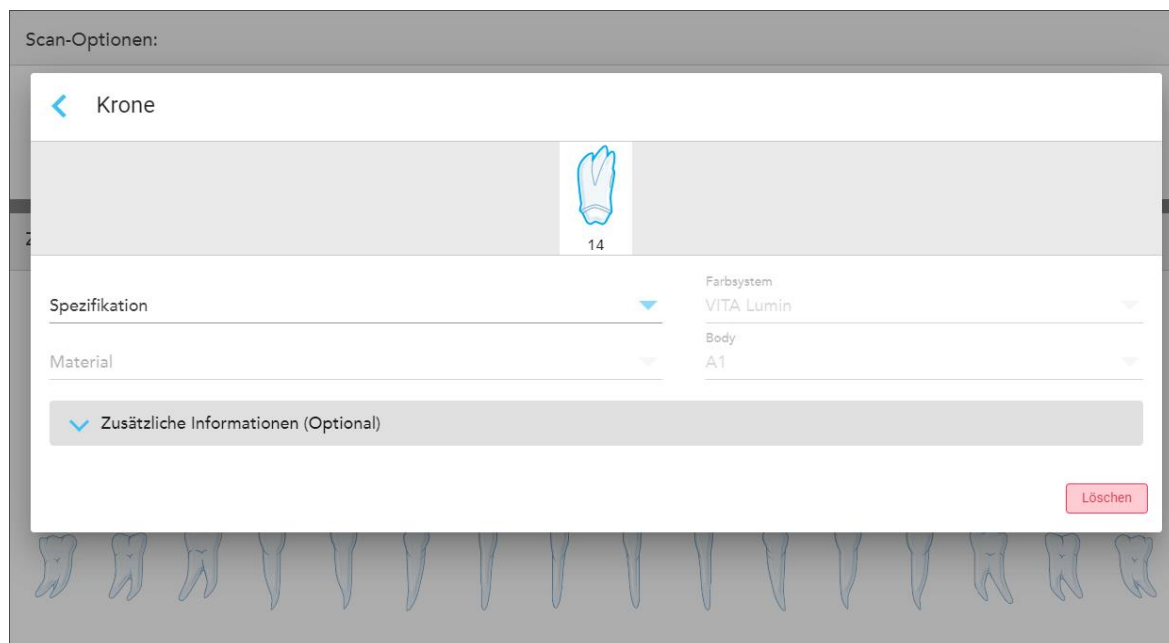 Scan-Optionen:
Krone
14
Spezifikation
Farbsystem
VITA Lumin
Material
Body
A1
Zusätzliche Informationen (Optional)
Löschen